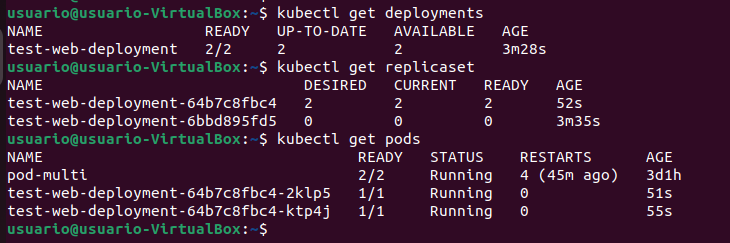 usuario@usuario-VirtualBox:~$ kubectl get deployments
NAME                  READY   UP-TO-DATE   AVAILABLE   AGE
test-web-deployment   2/2     2            2           3m28s
usuario@usuario-VirtualBox:~$ kubectl get replicaset
NAME                             DESIRED   CURRENT   READY   AGE
test-web-deployment-64b7c8fbc4   2         2         2       52s
test-web-deployment-6bbd895fd5   0         0         0       3m35s
usuario@usuario-VirtualBox:~$ kubectl get pods
NAME                                   READY   STATUS    RESTARTS      AGE
pod-multi                              2/2     Running   4 (45m ago)   3d1h
test-web-deployment-64b7c8fbc4-2klp5   1/1     Running   0             51s
test-web-deployment-64b7c8fbc4-ktp4j   1/1     Running   0             55s
usuario@usuario-VirtualBox:~$